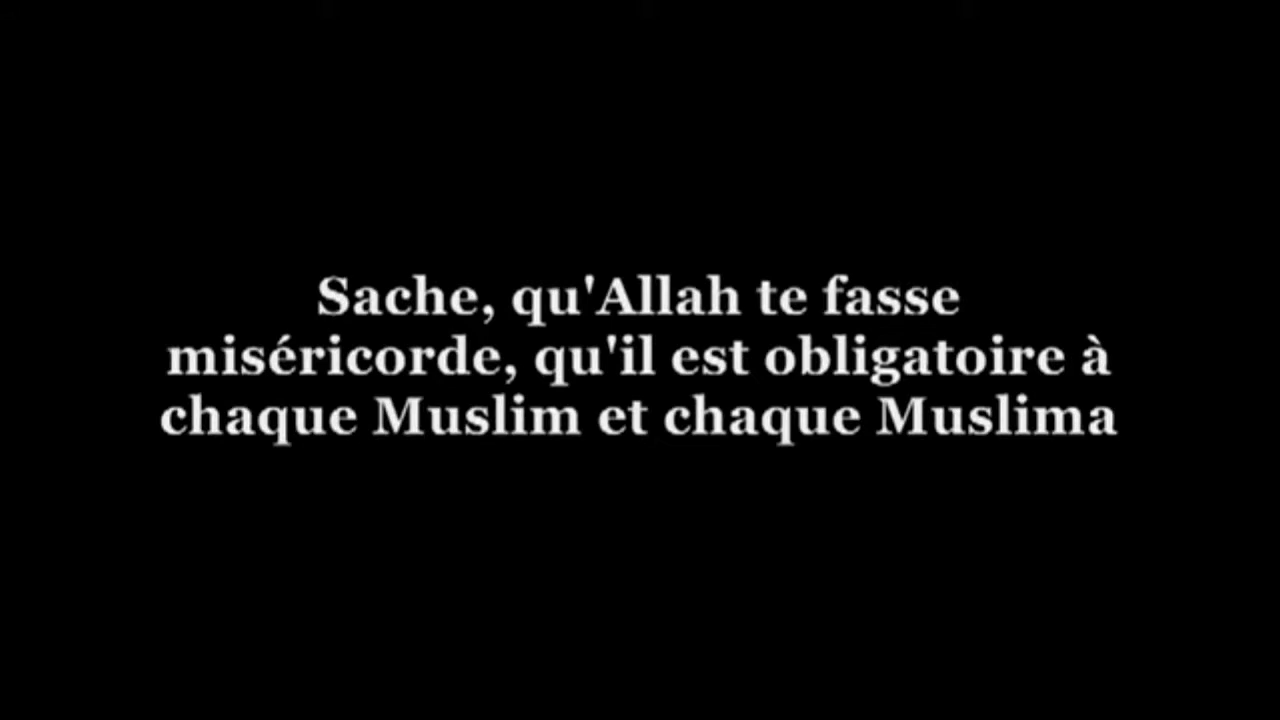 Sache, qu'Allah te fasse
miséricorde, qu'il est obligatoire à
chaque Muslim et chaque Muslima